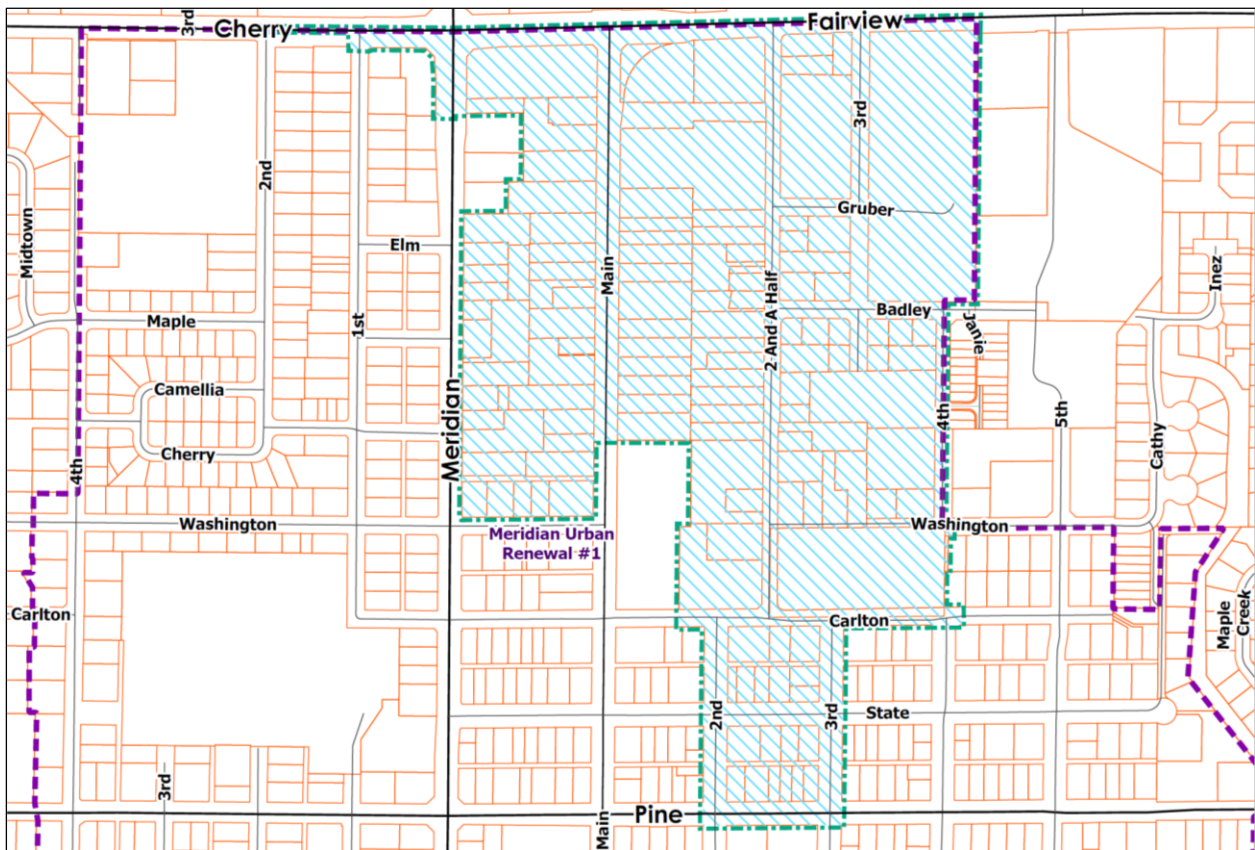 3rd
Cherry
Fairview
3rd
2nd
Gruber
Midtown
Elm
Main
Inez
2 And A Half
Badley
Maple
1st
Janie
Camellia
Meridian
4th
5th
Cathy
Cherry
4th
Washington
Washington
Meridian Urban
Renewal #1
Carlton
Carlton
Maple
Creek
2nd
3rd
State
3rd
Main
Pine